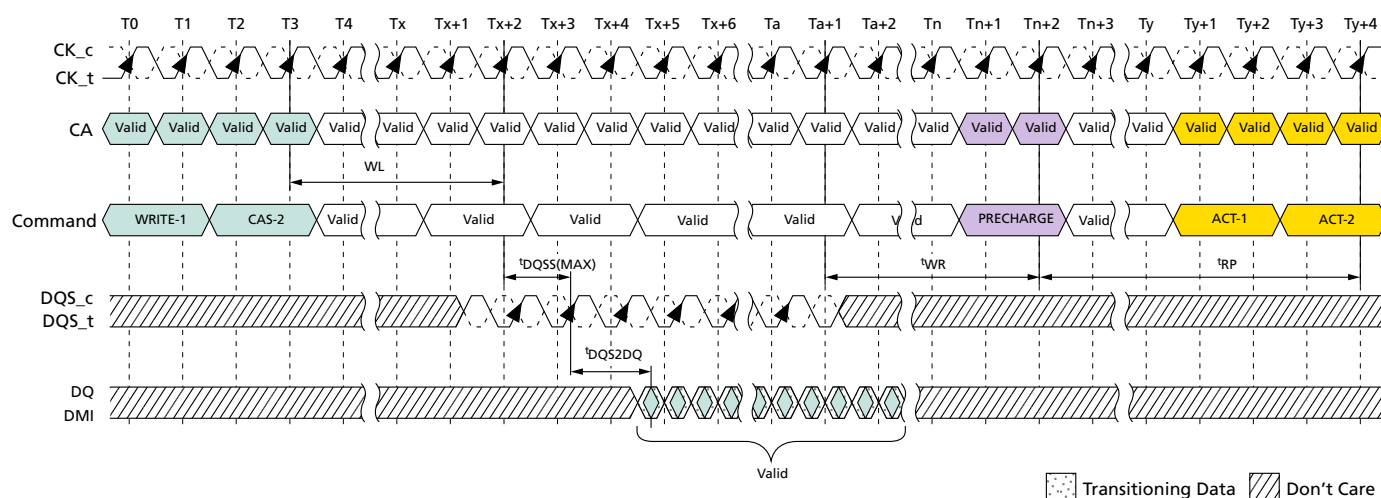 T0 T1 T2 T3 T4 Tx Tx+1 Tx+2 Tx+3 Tx+4 Tx+5 Tx+6 Ta Ta+1 Ta+2 Tn Tn+1 Tn+2 Tn+3 Ty Ty+1 Ty+2 Ty+3 Ty+4
CK_c
CK_t
CA Valid Valid Valid Valid Valid Valid Valid Valid Valid Valid Valid Valid Valid Valid Valid Valid Valid Valid Valid Valid Valid Valid Valid Valid
WL
Command WRITE-1 CAS-2 Valid Valid Valid Valid Valid Valid PRECHARGE Valid ACT-1 ACT-2
tDQSS(MAX) tWR tRP
DQS_c
DQS_t
tDQS2DQ
DQ
DMI
Valid
Transitioning Data Don't Care